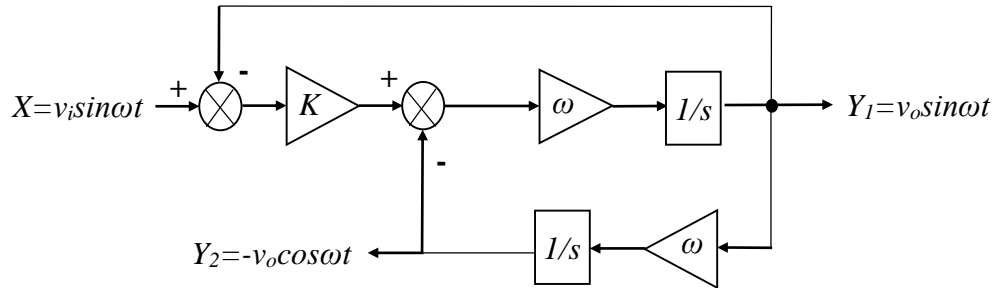 +
-
X=v_i sinωt
K
+
-
ω
1/s
Y_1=v_o sinωt
Y_2=-v_o cosωt
1/s
ω